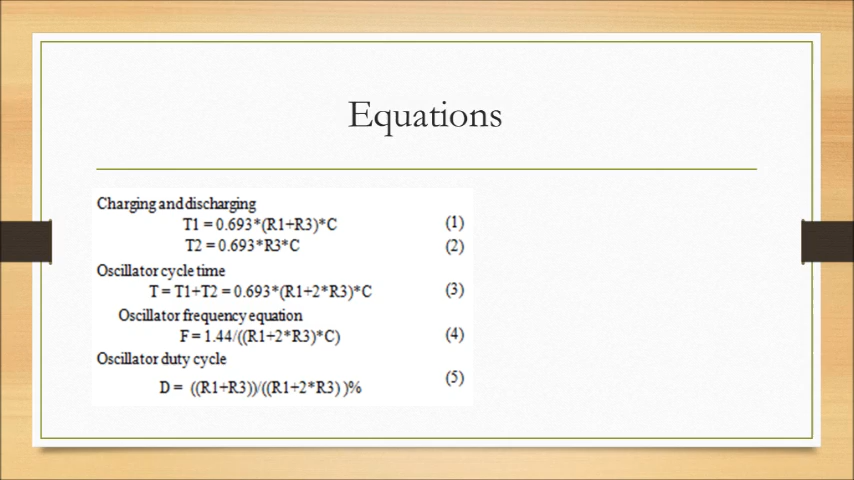 Equations
Charging and discharging
T1 = 0.693*(R1+R3)*C (1)
T2 = 0.693*R3*C (2)
Oscillator cycle time
T = T1+T2 = 0.693*(R1+2*R3)*C (3)
Oscillator frequency equation
F = 1.44/((R1+2*R3)*C) (4)
Oscillator duty cycle
D = ((R1+R3))/((R1+2*R3) )% (5)